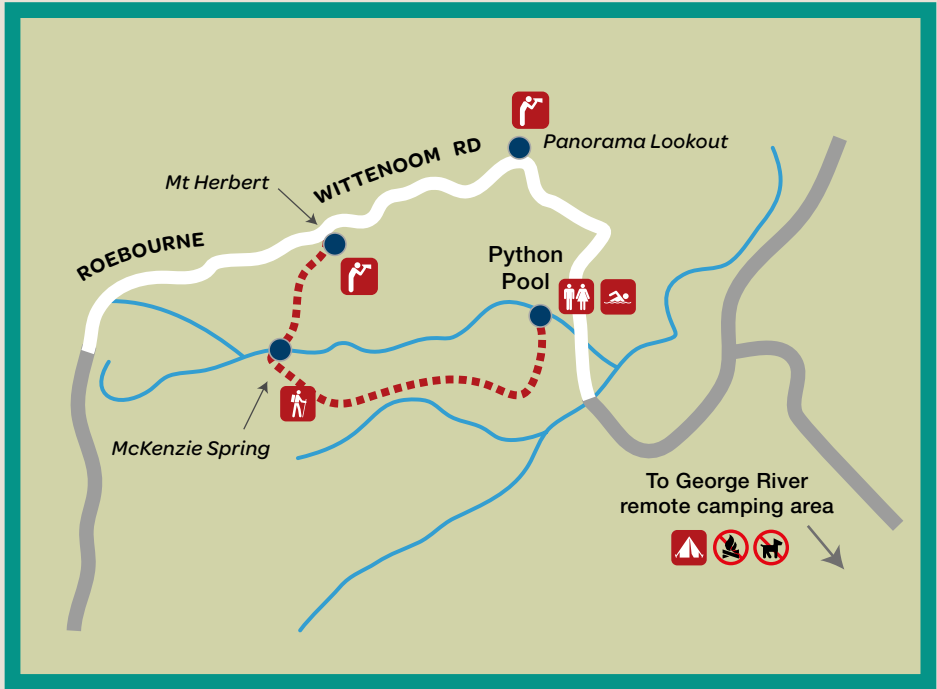 Panorama Lookout
WITTENOOM RD
Mt Herbert
ROEBOURNE
Python
Pool
McKenzie Spring
To George River
remote camping area